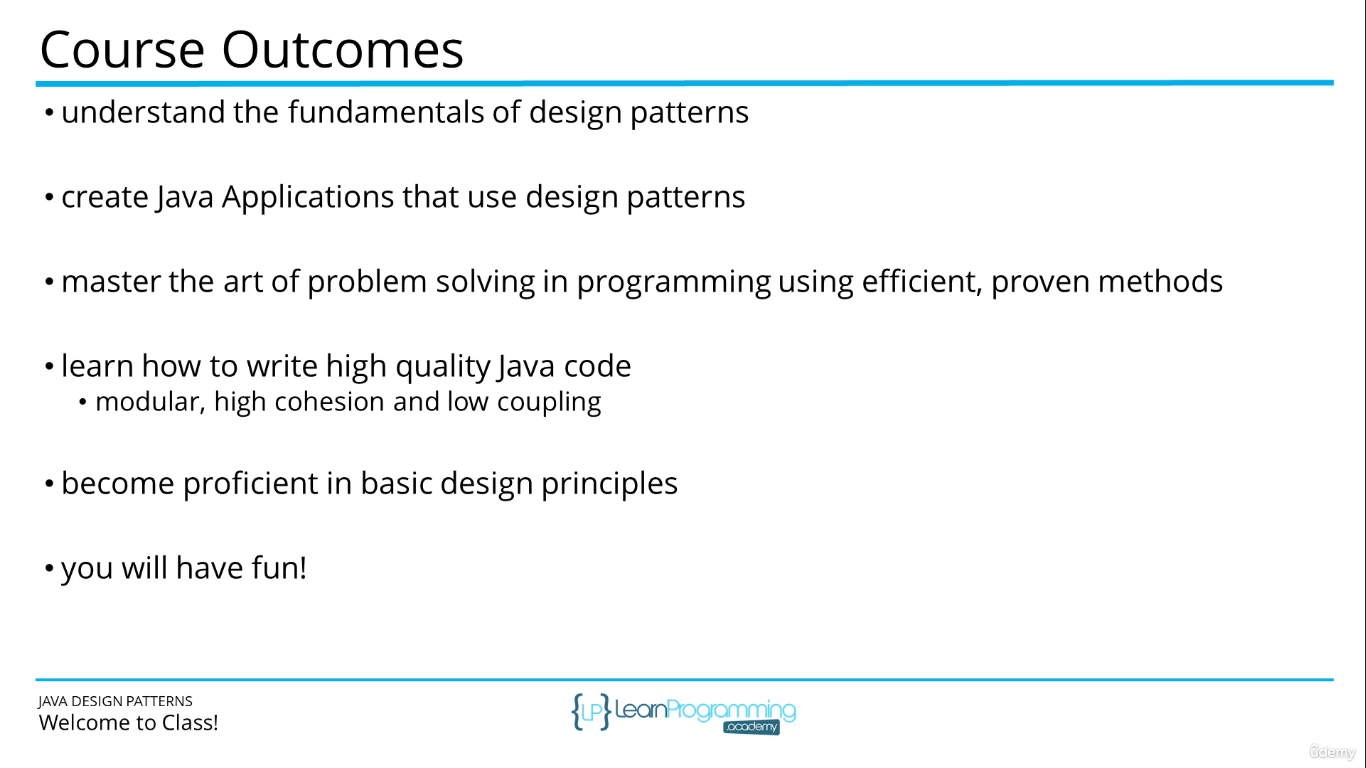 Course Outcomes
• understand the fundamentals of design patterns
• create Java Applications that use design patterns
• master the art of problem solving in programming using efficient, proven methods
• learn how to write high quality Java code
• modular, high cohesion and low coupling
• become proficient in basic design principles
• you will have fun!
JAVA DESIGN PATTERNS
Welcome to Class!
{LP} LearnProgramming
.academy
ûdemy